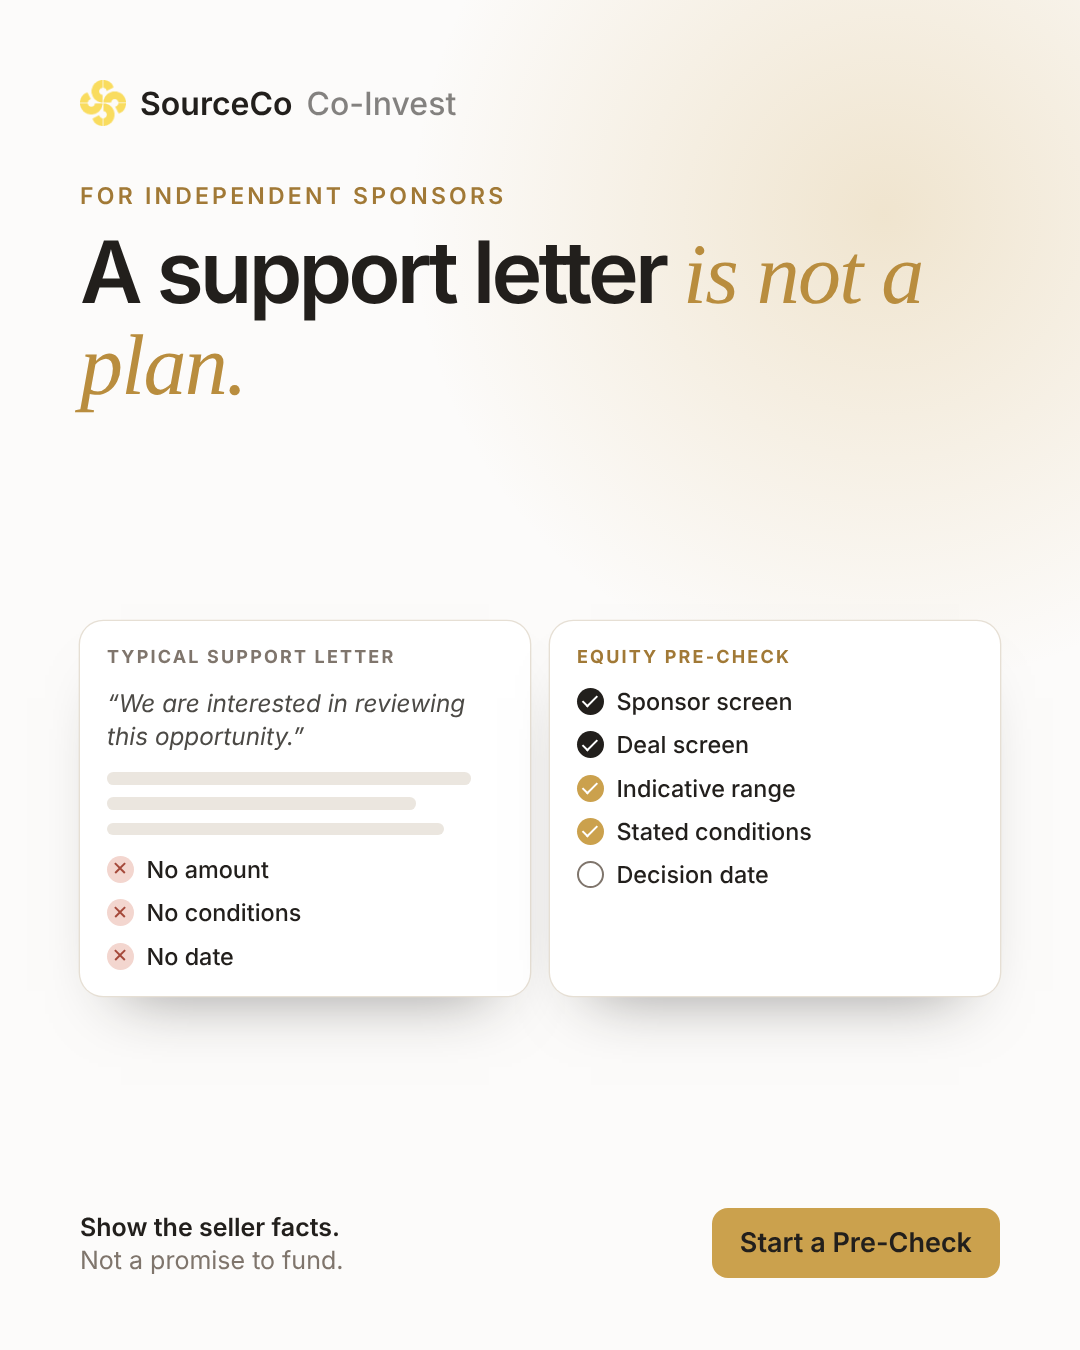 SourceCo Co-Invest
FOR INDEPENDENT SPONSORS
A support letter is not a
plan.
TYPICAL SUPPORT LETTER
“We are interested in reviewing
this opportunity.”
No amount
No conditions
No date
EQUITY PRE-CHECK
Sponsor screen
Deal screen
Indicative range
Stated conditions
Decision date
Show the seller facts.
Not a promise to fund.
Start a Pre-Check